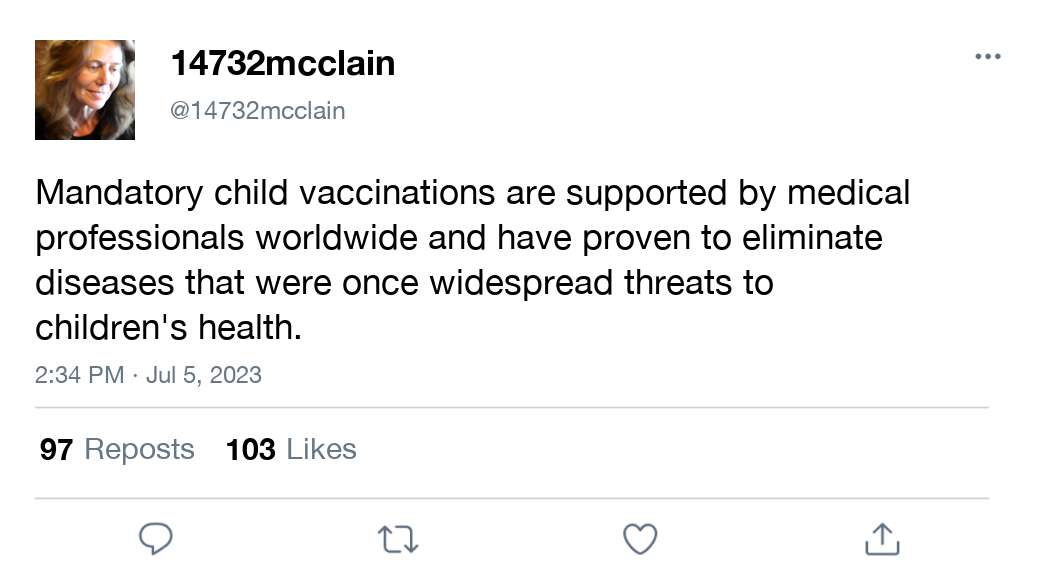 14732mcclain
@14732mcclain
Mandatory child vaccinations are supported by medical
professionals worldwide and have proven to eliminate
diseases that were once widespread threats to
children's health.
2:34 PM · Jul 5, 2023
97 Reposts 103 Likes